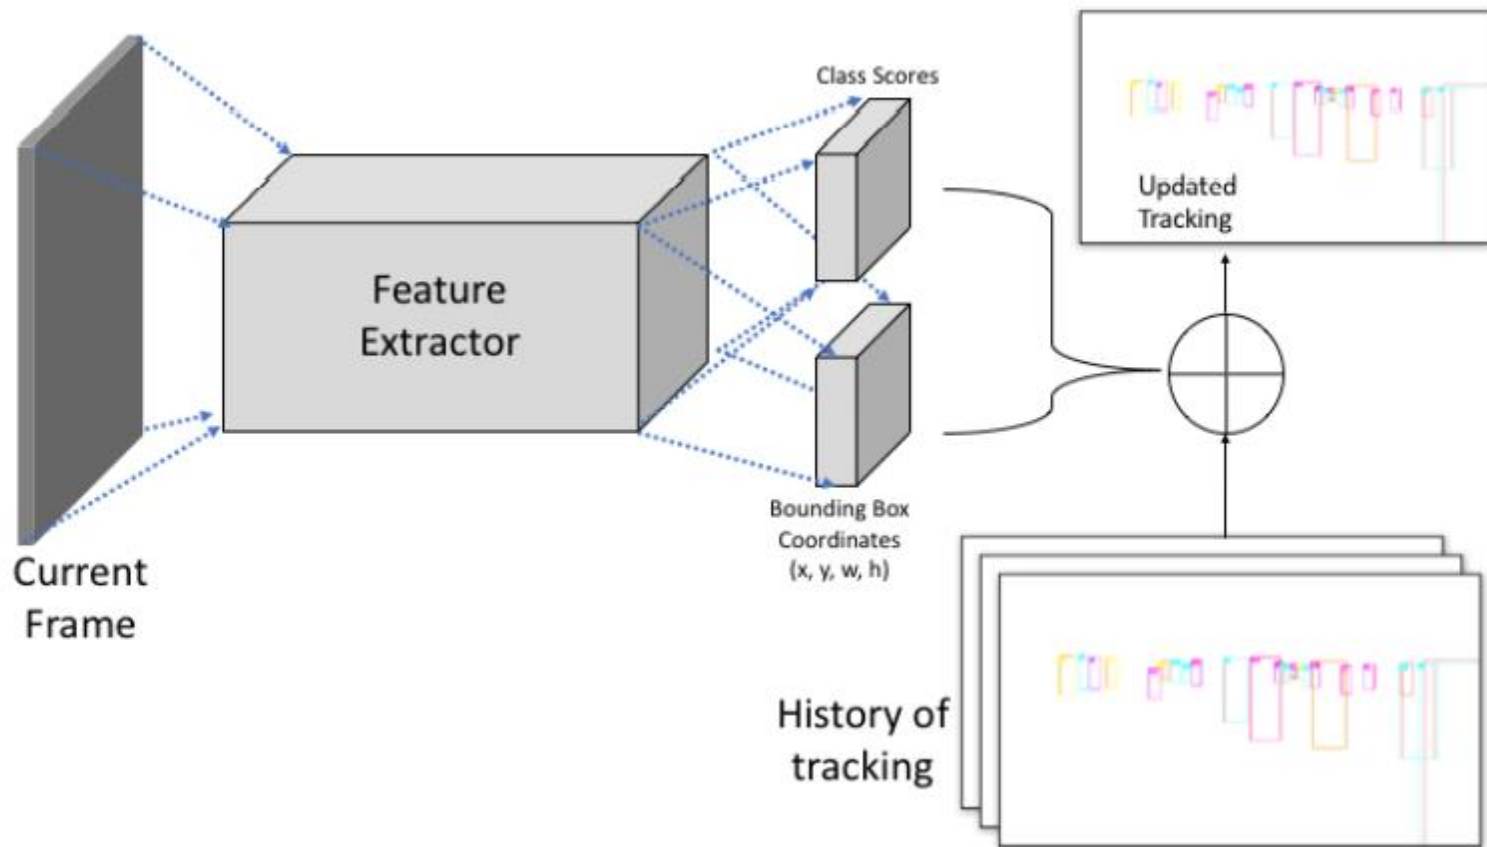 Class Scores
Updated
Tracking
Feature
Extractor
Bounding Box
Coordinates
(x, y, w, h)
Current
Frame
History of
tracking